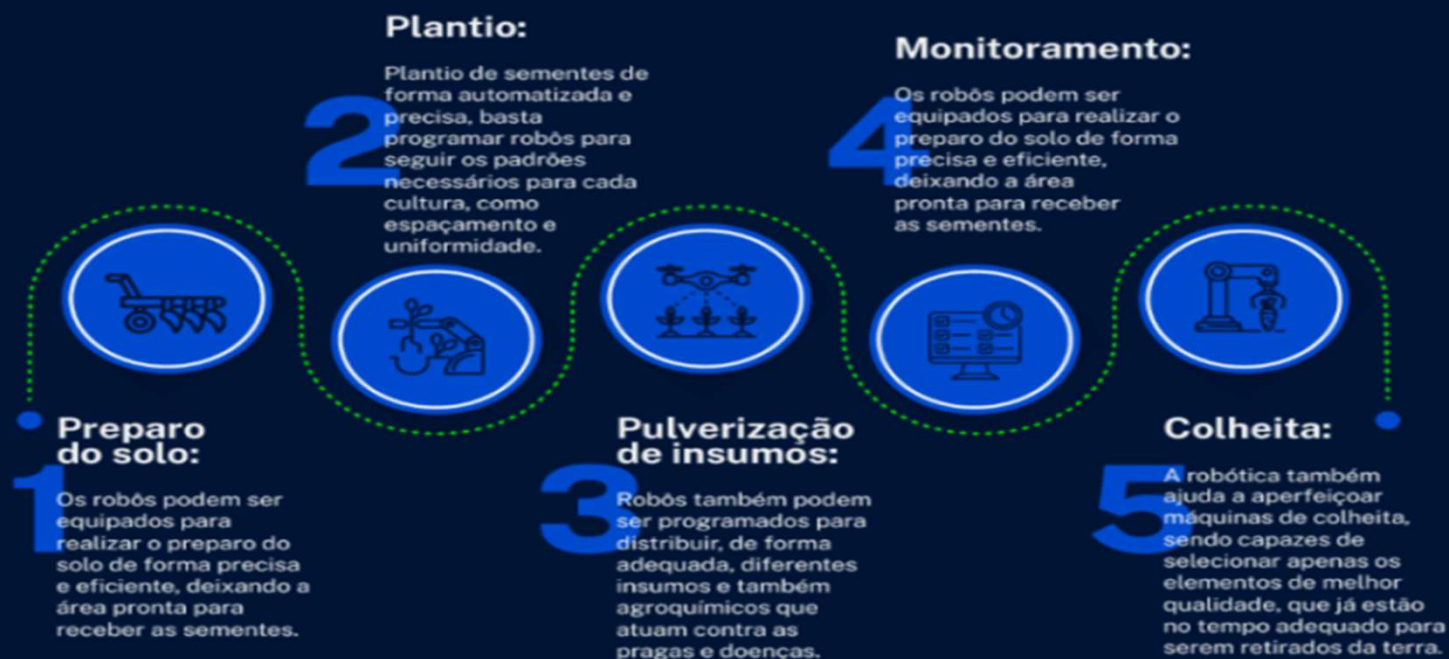 1
Preparo
do solo:
Os robôs podem ser
equipados para
realizar o preparo do
solo de forma precisa
e eficiente, deixando a
área pronta para
receber as sementes.
2
Plantio:
Plantio de sementes de
forma automatizada e
precisa, basta
programar robôs para
seguir os padrões
necessários para cada
cultura, como
espaçamento e
uniformidade.
3
Pulverização
de insumos:
Robôs também podem
ser programados para
distribuir, de forma
adequada, diferentes
insumos e também
agroquímicos que
atuam contra as
pragas e doenças.
4
Monitoramento:
Os robôs podem ser
equipados para realizar o
preparo do solo de forma
precisa e eficiente,
deixando a área
pronta para receber
as sementes.
5
Colheita:
A robótica também
ajuda a aperfeiçoar
máquinas de colheita,
sendo capazes de
selecionar apenas os
elementos de melhor
qualidade, que já estão
no tempo adequado para
serem retirados da terra.